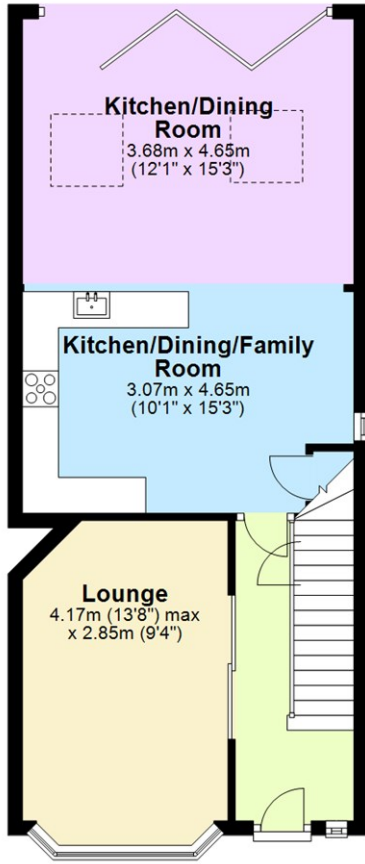 Kitchen/Dining
Room
3.68m x 4.65m
(12'1" x 15'3")
Kitchen/Dining/Family
Room
3.07m x 4.65m
(10'1" x 15'3")
Lounge
4.17m (13'8") max
x 2.85m (9'4")